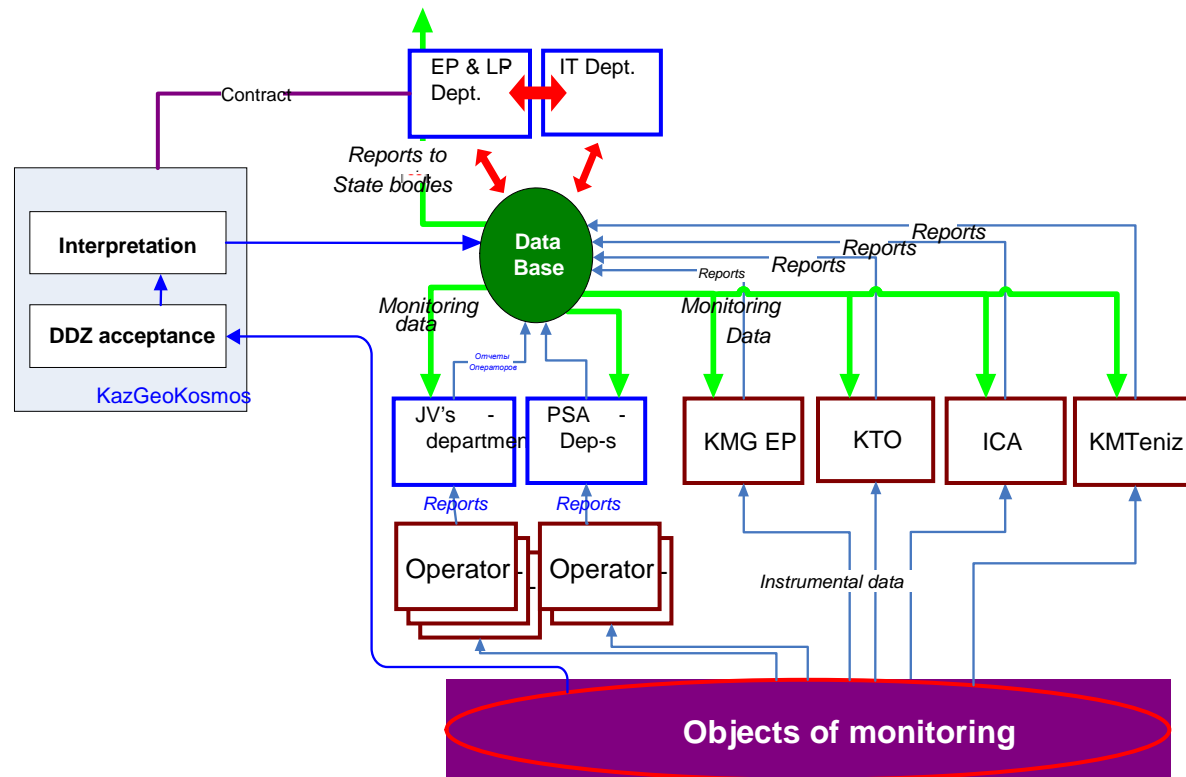 EP & LP-
Dept.
IT Dept.
Contract
Reports to
State bodies
Interpretation
Data
Base
Reports
Reports
Reports
Reports
DDZ acceptance
Monitoring
data
Monitoring
Data
KazGeoKosmos
Отчеты
Операторов
JV's -
departmen
PSA -
Dep-s
KMG EP
KTO
ICA
KMTeniz
Reports
Reports
Operator -
-
Operator -
Instrumental data
Objects of monitoring